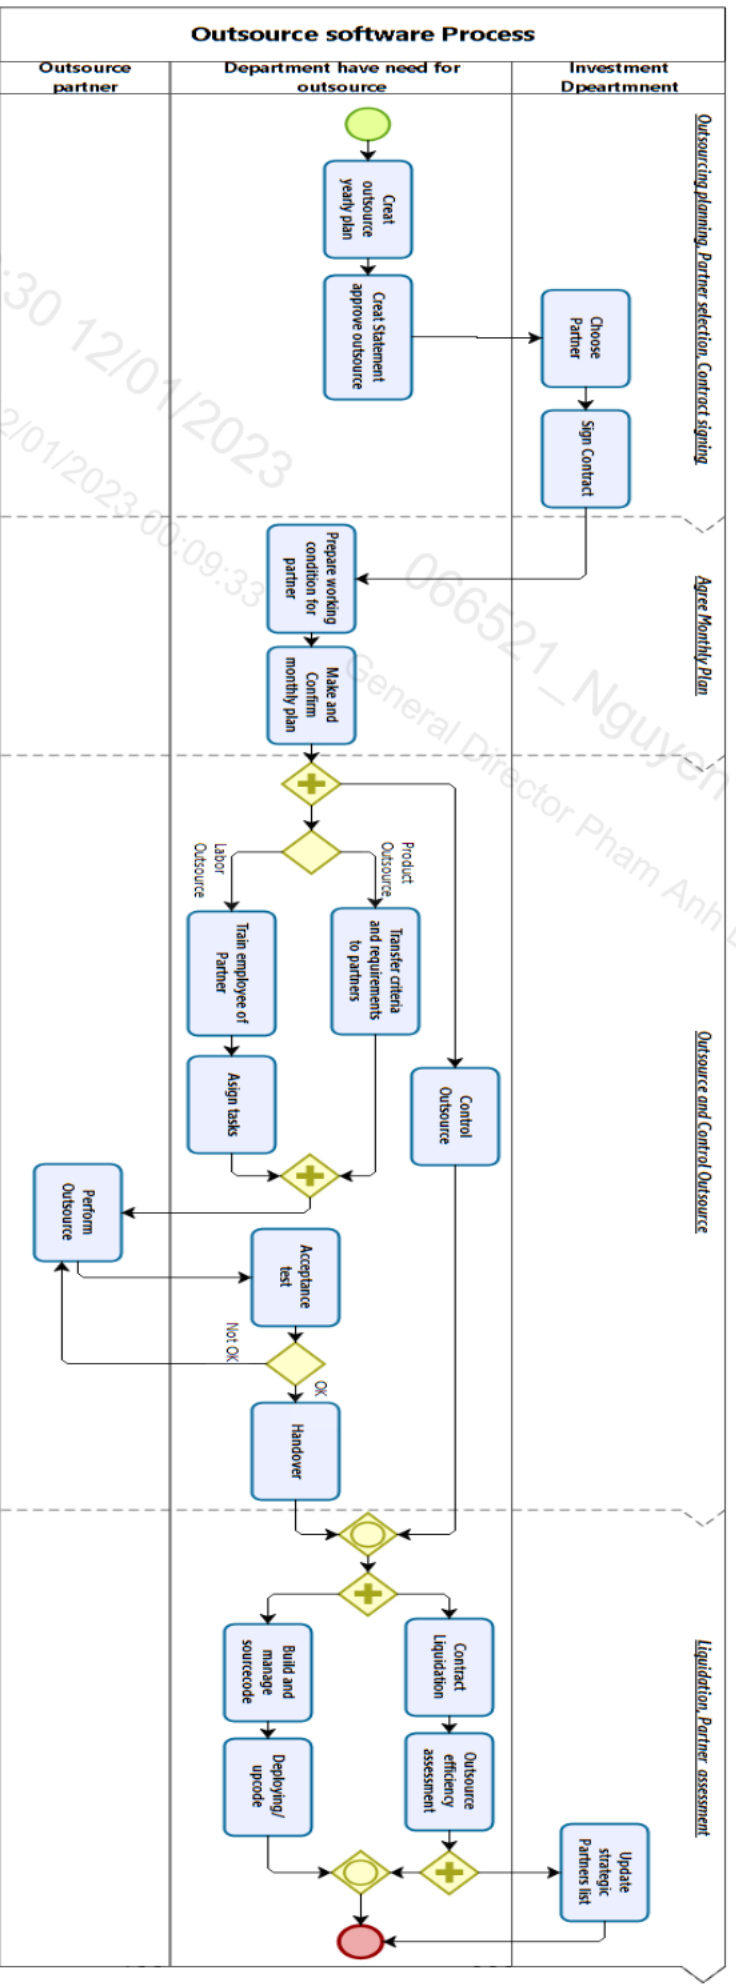 Outsource software Process
Outsource
partner
Department have need for
outsource
Investment
Dpeartmnent
Outsourcing planning, Partner selection, Contract signing
Creat
outsource
yearly plan
Creat Statement
approve outsource
Choose
Partner
Sign Contract
:30 12/01/2023
2/01/2023 00:09:33
066521_Nguyen
General Director Pham Anh
Agree Monthly Plan
Prepare working
condition for
partner
Make and
Confirm
monthly plan
Outsource and Control Outsource
Product
Outsource
Labor
Outsource
Transfer criteria
and requirements
to partners
Train employee of
Partner
Asign tasks
Control
Outsource
Perform
Outsource
Acceptance
test
Not OK
OK
Handover
Liquidation, Partner assessment
Contract
Liquidation
Build and
manage
sourcecode
Outsource
efficiency
assessment
Deploying/
upcode
Update
strategic
Partners list